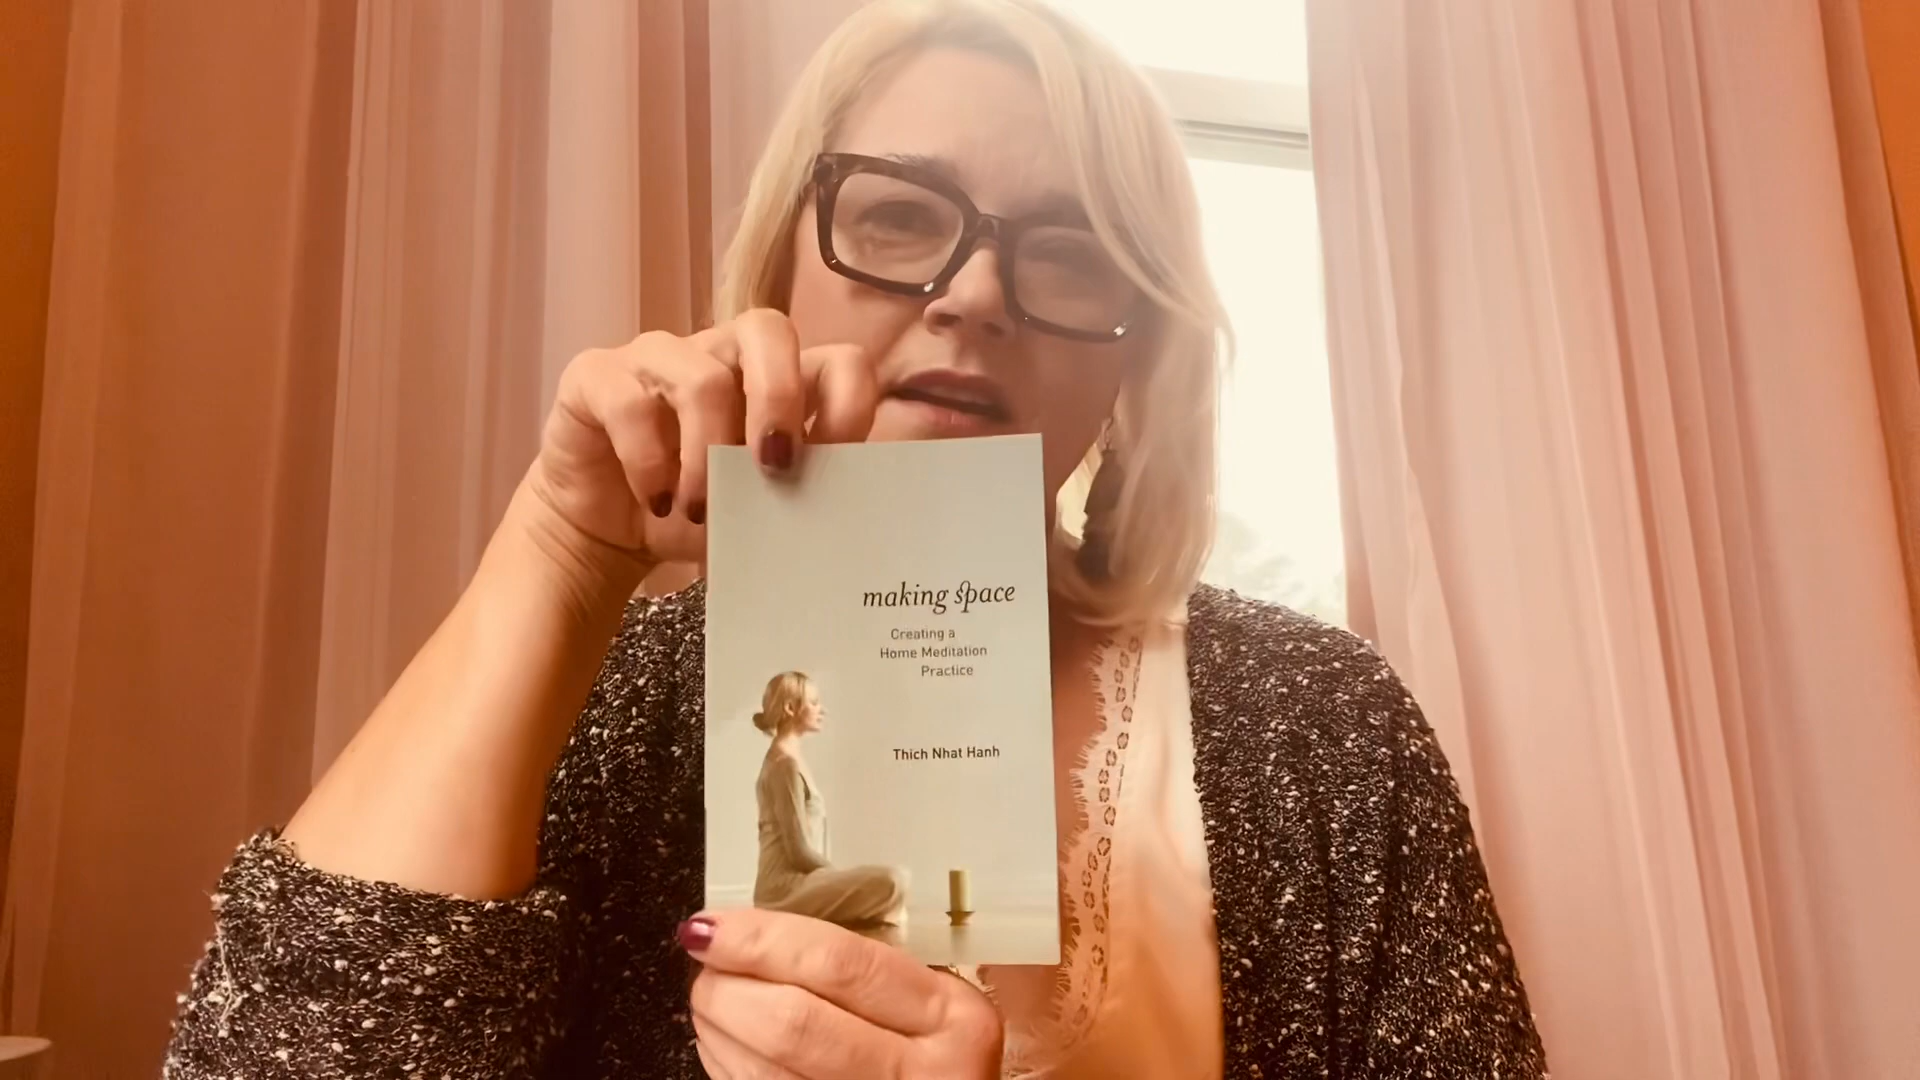 making space
Creating a
Home Meditation
Practice
Thich Nhat Hanh